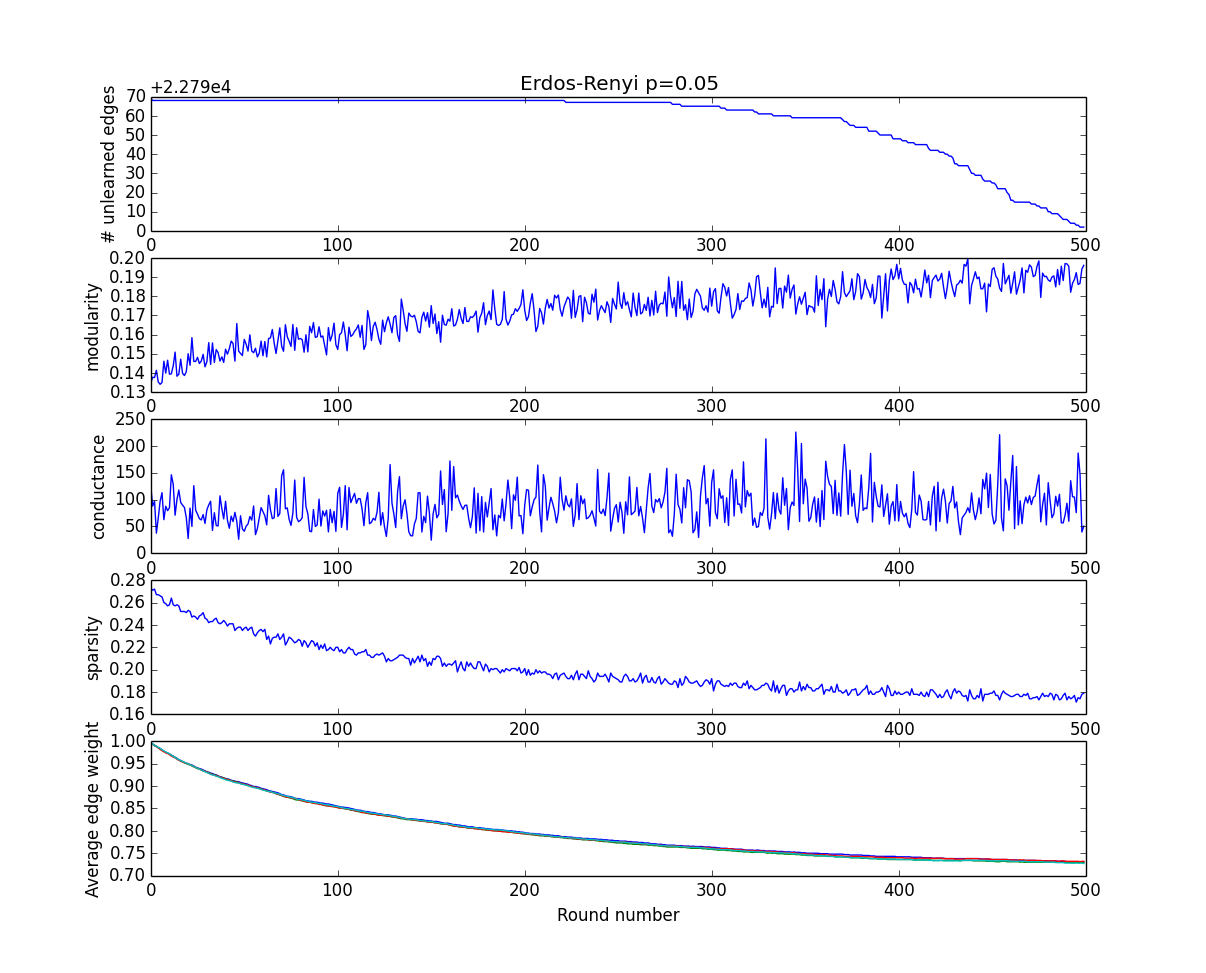 Erdos-Renyi p=0.05
+2.279e4
# unlearned edges
70
60
50
40
30
20
10
0
0 100 200 300 400 500
modularity
0.20
0.19
0.18
0.17
0.16
0.15
0.14
0.13
0 100 200 300 400 500
conductance
250
200
150
100
50
0
0 100 200 300 400 500
sparsity
0.28
0.26
0.24
0.22
0.20
0.18
0.16
0 100 200 300 400 500
Average edge weight
1.00
0.95
0.90
0.85
0.80
0.75
0.70
0 100 200 300 400 500
Round number